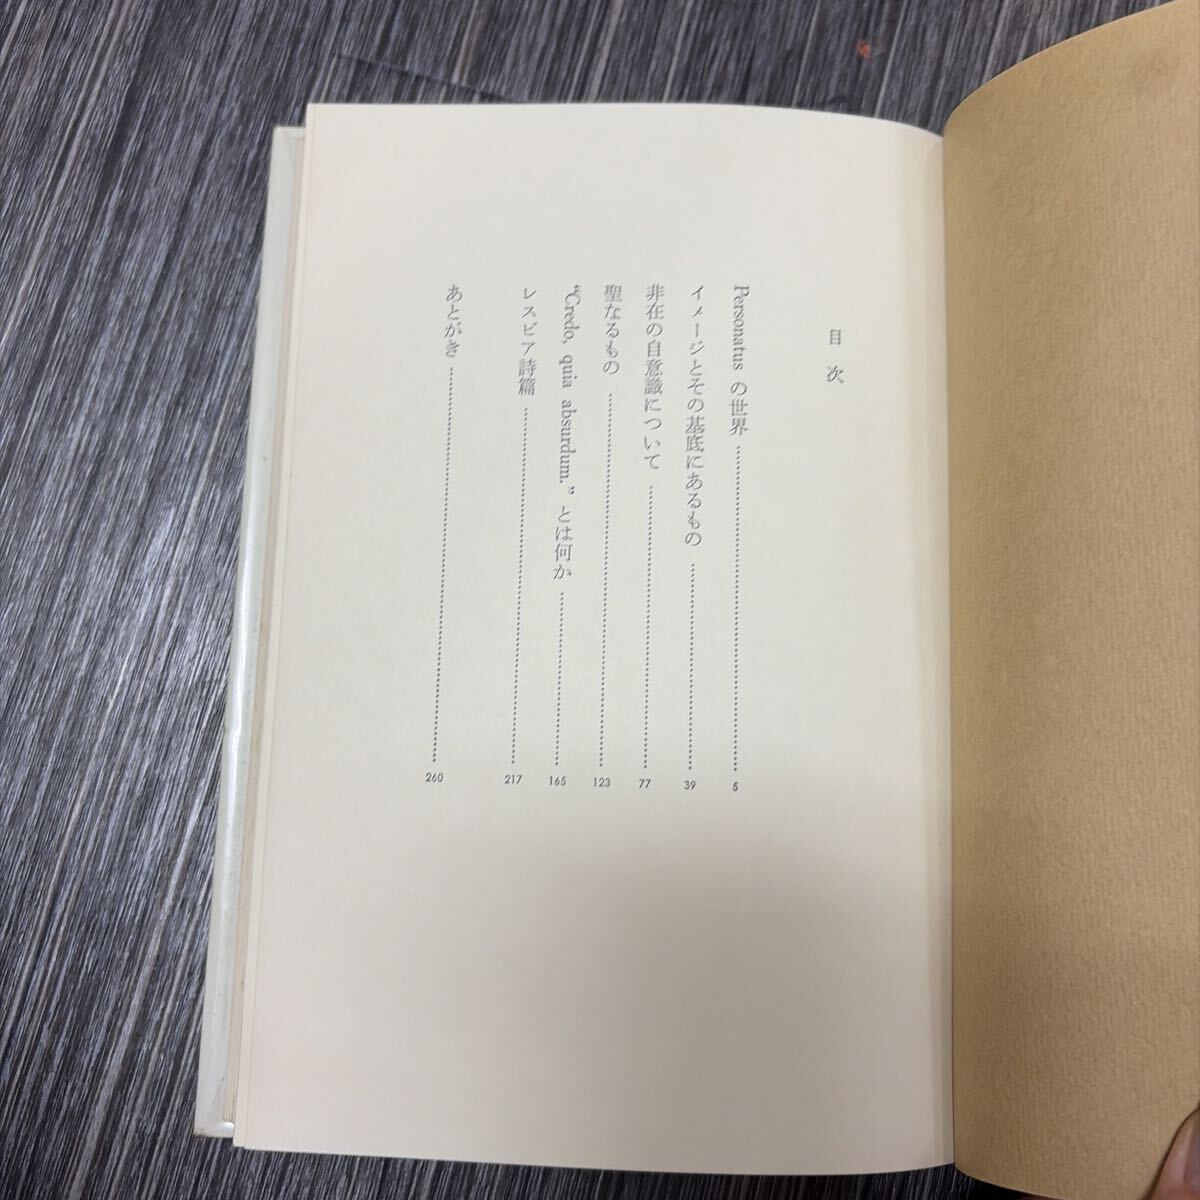 目次
Personatus の世界 5
イメージとその基底にあるもの 39
非在の自意識について 77
聖なるもの 123
“Credo, quia absurdum.” とは何か 165
レスビア詩篇 217
あとがき 260